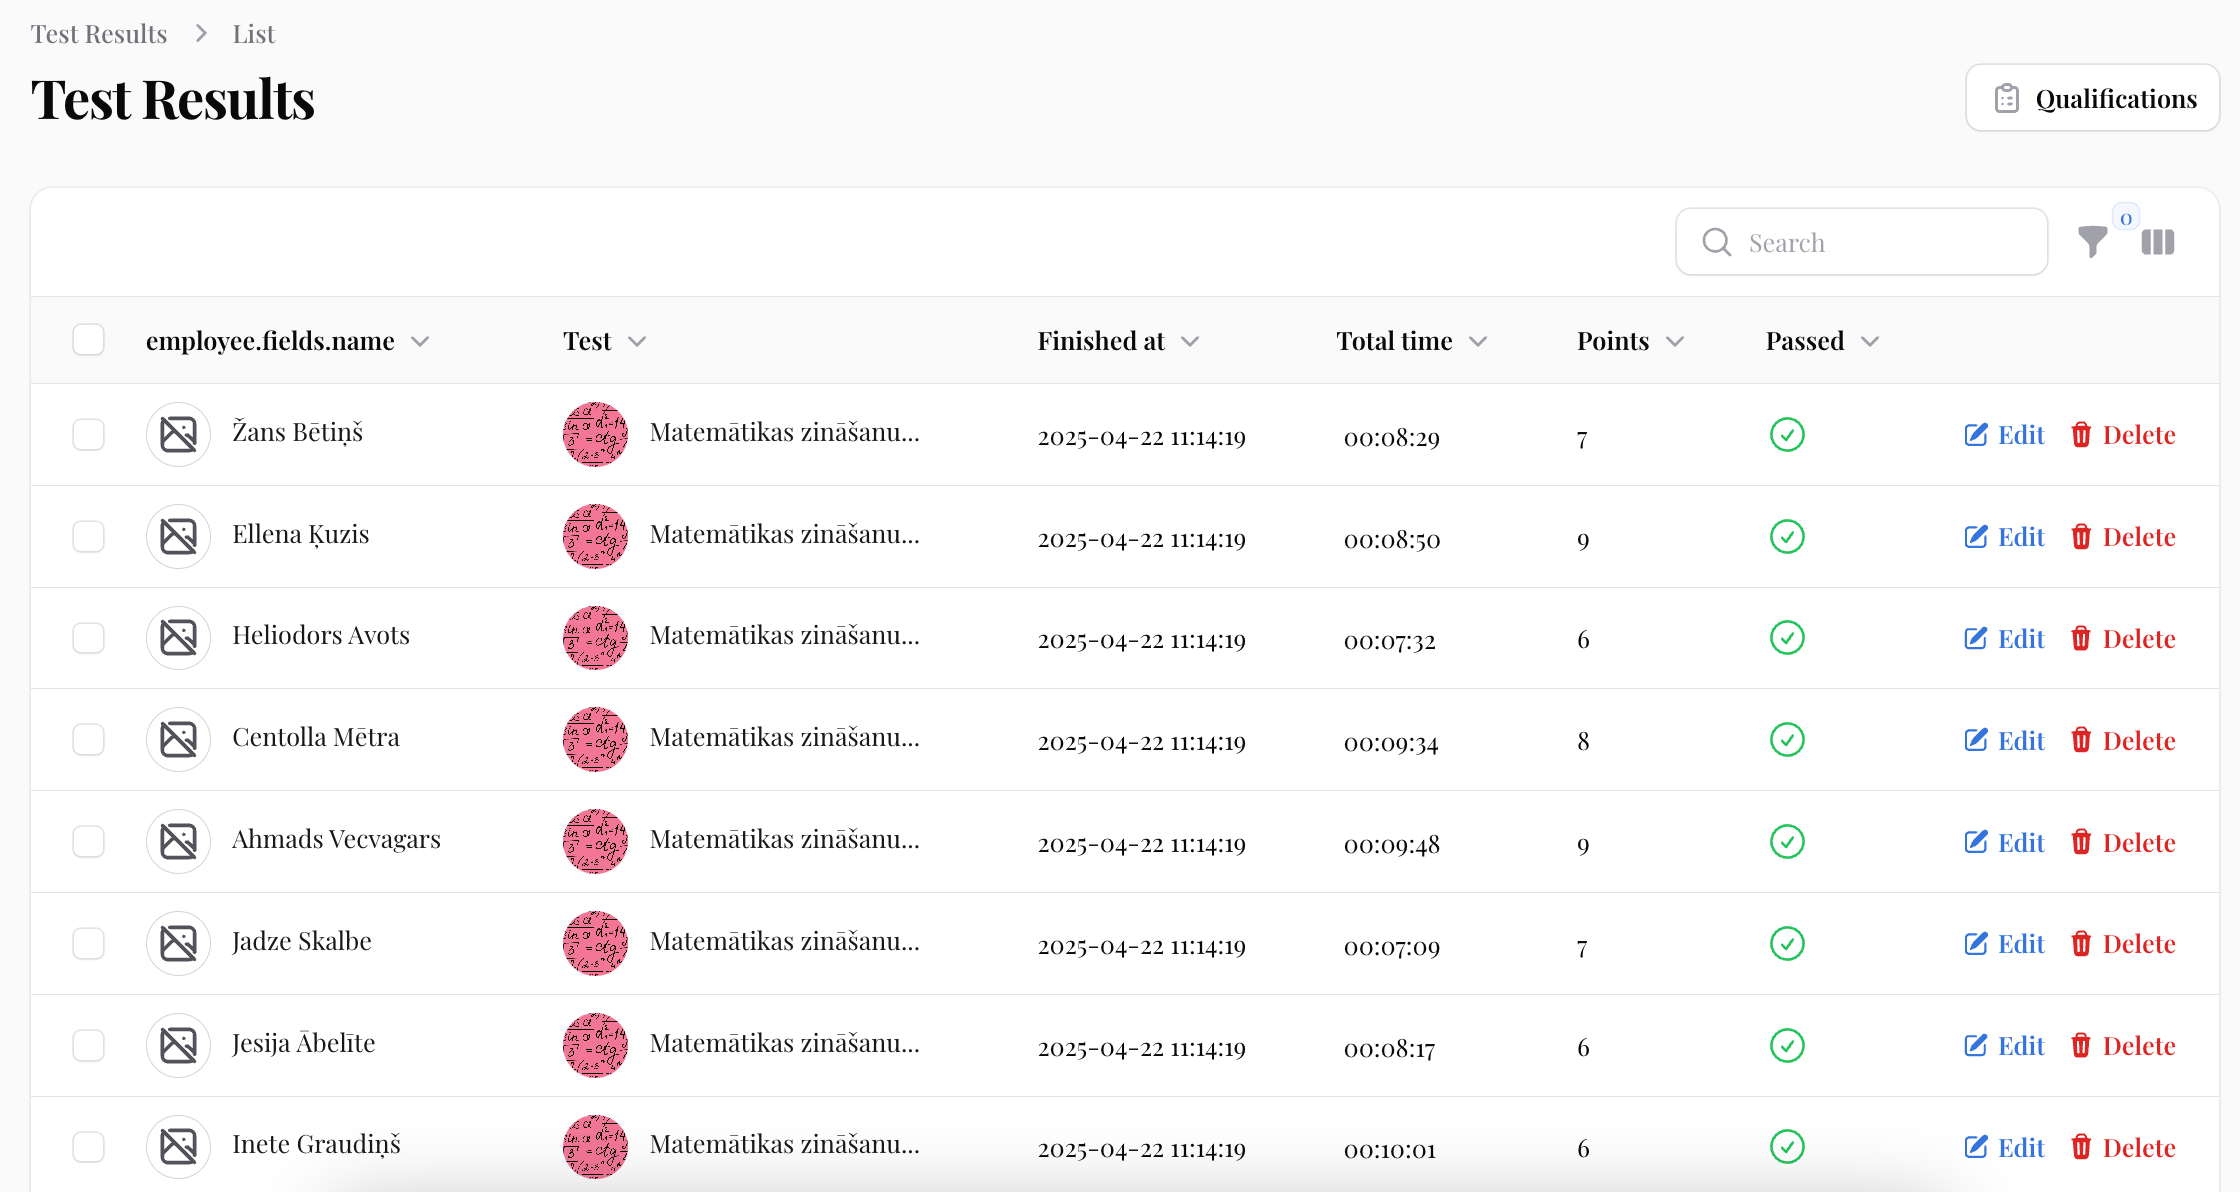 Test Results > List
Test Results
Qualifications
Search
0
employee.fields.name Test Finished at Total time Points Passed
Žans Bētiņš Matemātikas zināšanu... 2025-04-22 11:14:19 00:08:29 7 Edit Delete
Ellena Ķuzis Matemātikas zināšanu... 2025-04-22 11:14:19 00:08:50 9 Edit Delete
Heliodors Avots Matemātikas zināšanu... 2025-04-22 11:14:19 00:07:32 6 Edit Delete
Centolla Mētra Matemātikas zināšanu... 2025-04-22 11:14:19 00:09:34 8 Edit Delete
Ahmads Vecvagars Matemātikas zināšanu... 2025-04-22 11:14:19 00:09:48 9 Edit Delete
Jadze Skalbe Matemātikas zināšanu... 2025-04-22 11:14:19 00:07:09 7 Edit Delete
Jesija Ābelīte Matemātikas zināšanu... 2025-04-22 11:14:19 00:08:17 6 Edit Delete
Inete Graudiņš Matemātikas zināšanu... 2025-04-22 11:14:19 00:10:01 6 Edit Delete